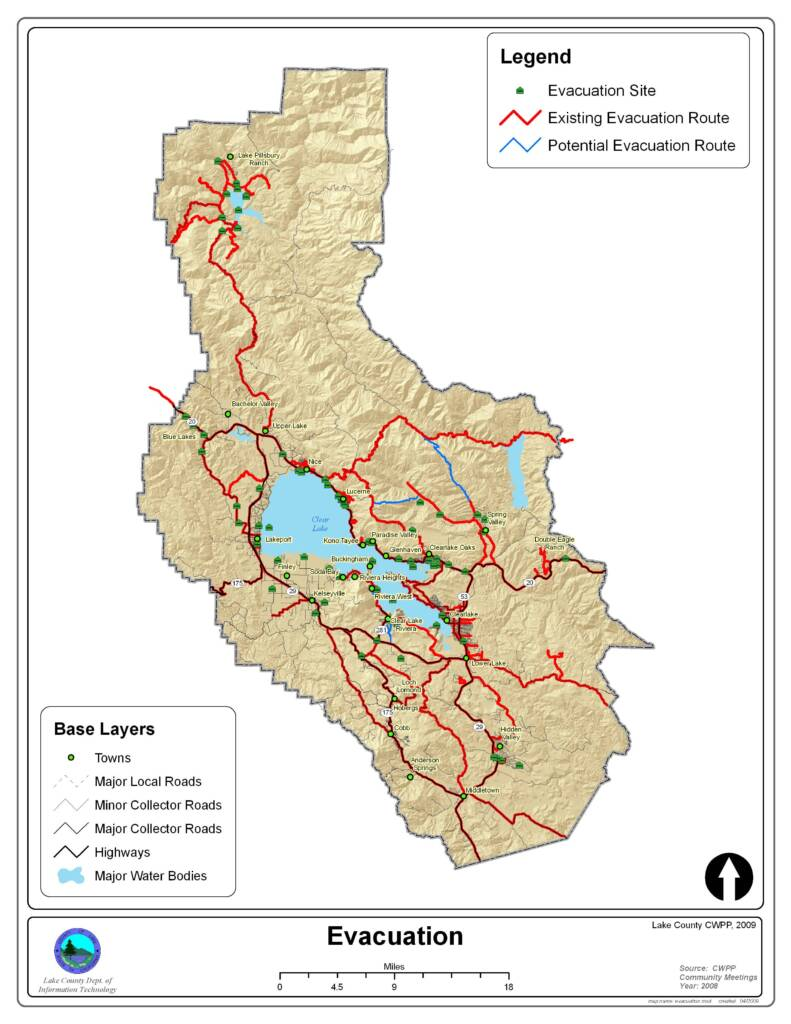 Legend
Evacuation Site
Existing Evacuation Route
Potential Evacuation Route
Lake Pillsbury
Ranch
Bachelor Valley
20
Upper Lake
Blue Lakes
Nice
Lucerne
Clear
Lake
Spring
Valley
Lakeport
Kono Tayee
Paradise Valley
Glenhaven
Clearlake Oaks
Double Eagle
Ranch
Buckingham
Finley
Soda Bay
Riviera Heights
175
29
Kelseyville
Riviera West
53
20
Clearlake
281
Clear Lake
Riviera
Lower Lake
Loch
Lomond
175
Hobergs
29
Cobb
Hidden
Valley
Anderson
Springs
Middletown
Base Layers
Towns
Major Local Roads
Minor Collector Roads
Major Collector Roads
Highways
Major Water Bodies
Evacuation
Lake County CWPP, 2009
Lake County Dept. of
Information Technology
Miles
0 4.5 9 18
Source: CWPP
Community Meetings
Year: 2008